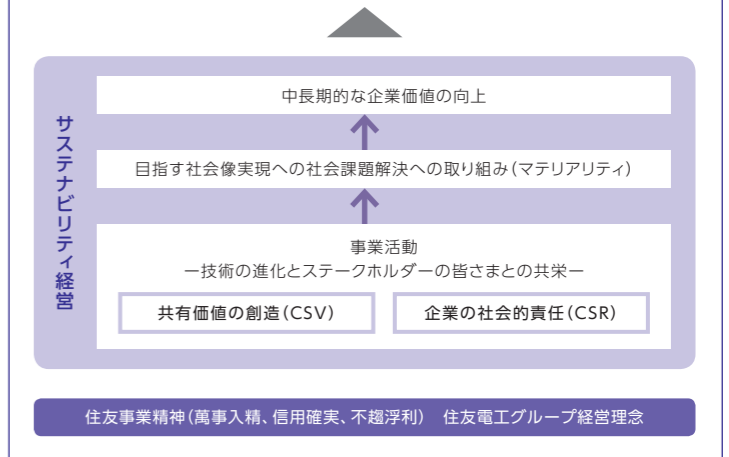 サステナビリティ経営
中長期的な企業価値の向上
目指す社会像実現への社会課題解決への取り組み(マテリアリティ)
事業活動
ー技術の進化とステークホルダーの皆さまとの共栄ー
共有価値の創造(CSV)
企業の社会的責任(CSR)
住友事業精神(萬事入精、信用確実、不趨浮利)　住友電工グループ経営理念